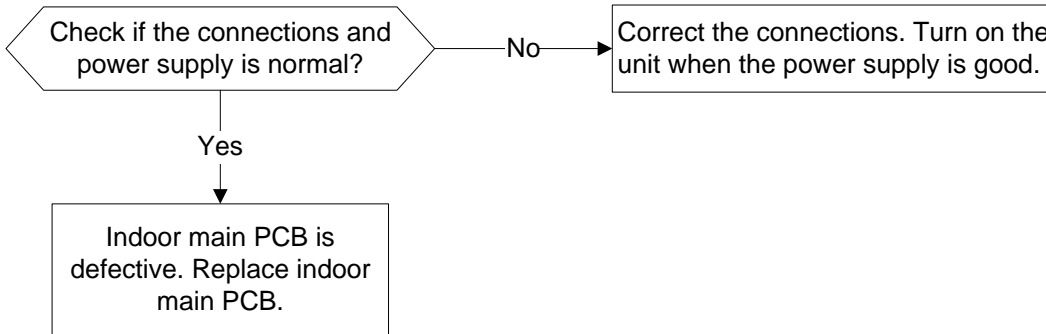 Check if the connections and
power supply is normal?
No
Correct the connections. Turn on the
unit when the power supply is good.
Yes
Indoor main PCB is
defective. Replace indoor
main PCB.